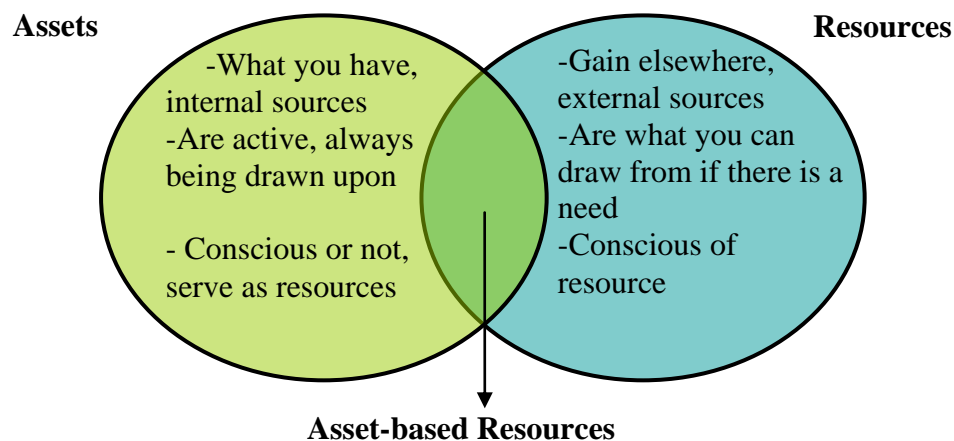 Assets
Resources
-What you have,
internal sources
-Are active, always
being drawn upon
- Conscious or not,
serve as resources
-Gain elsewhere,
external sources
-Are what you can
draw from if there is a
need
-Conscious of
resource
Asset-based Resources